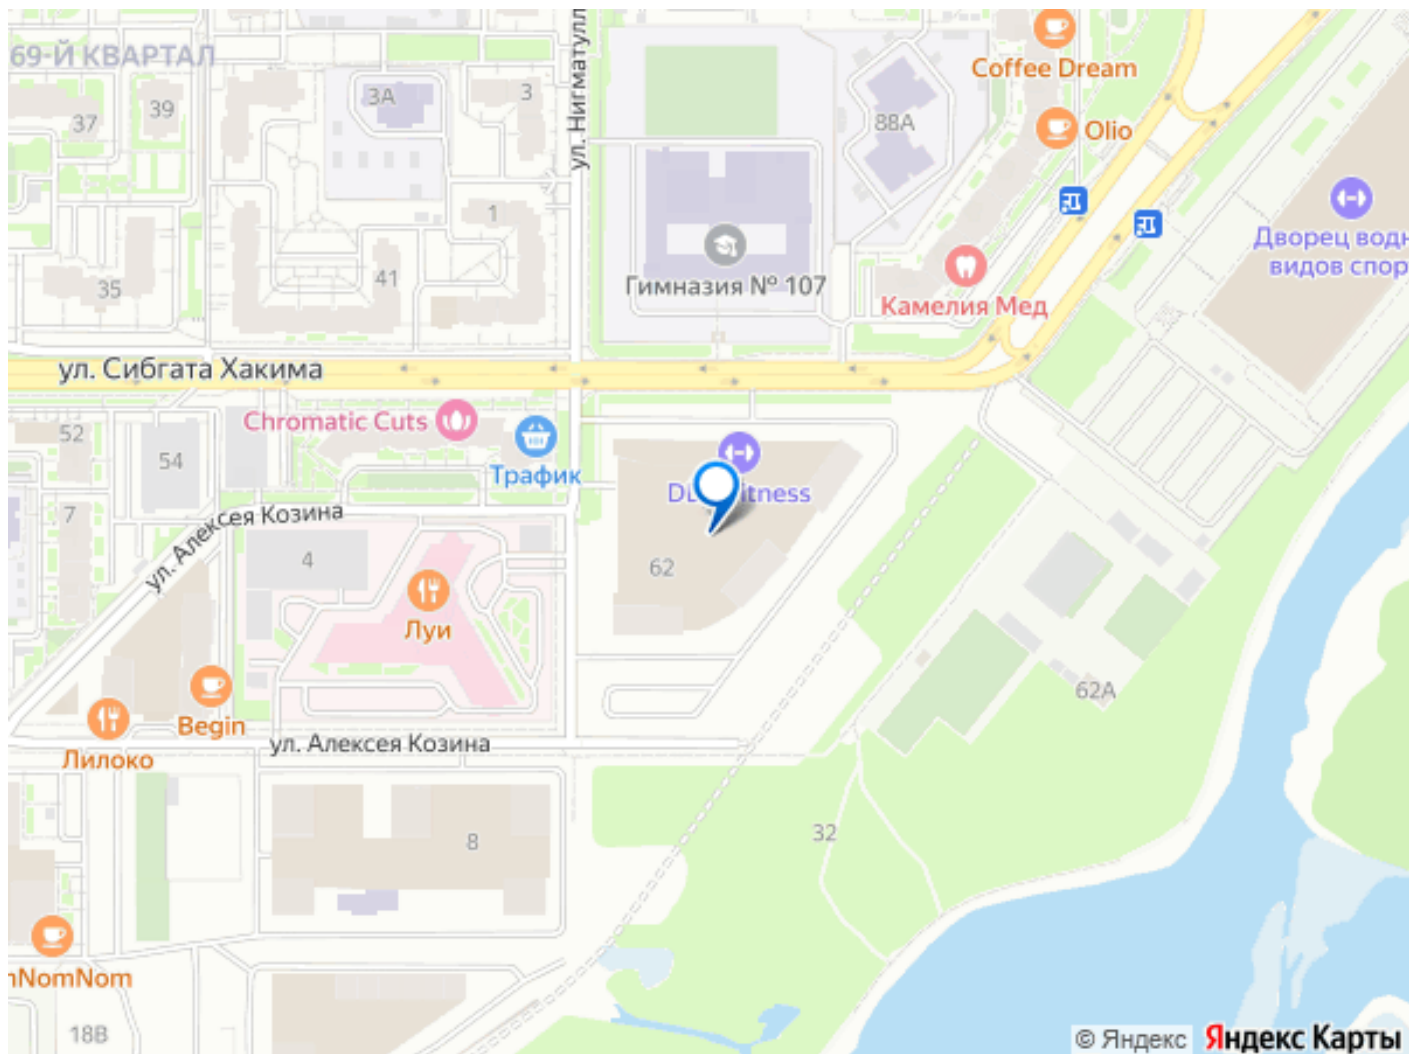 69-Й КВАРТАЛ
39
37
3А
3
ул. Нигматулл
88А
Coffee Dream
Olio
1
41
35
Гимназия № 107
Камелия Мед
Дворец водн
видов спор
ул. Сибгата Хакима
Chromatic Cuts
52
54
Трафик
7
itness
ул. Алексея Козина
4
62
Луи
62А
Begin
Лилоко
ул. Алексея Козина
8
32
nNomNom
18В
© Яндекс Яндекс Карты